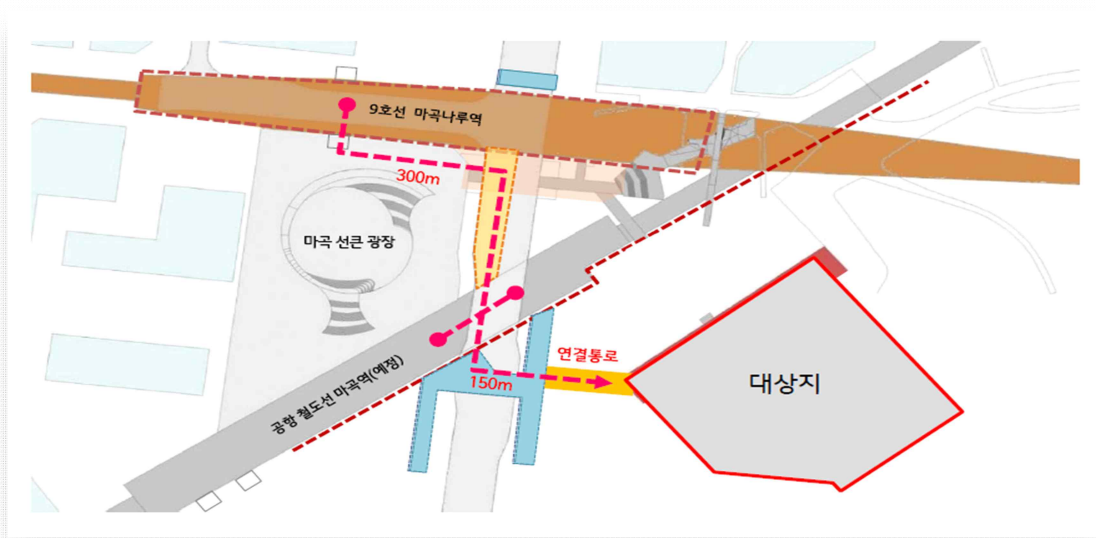 9호선 마곡나루역
300m
마곡 선큰 광장
공항 철도선 마곡역(예정)
연결통로
150m
대상지